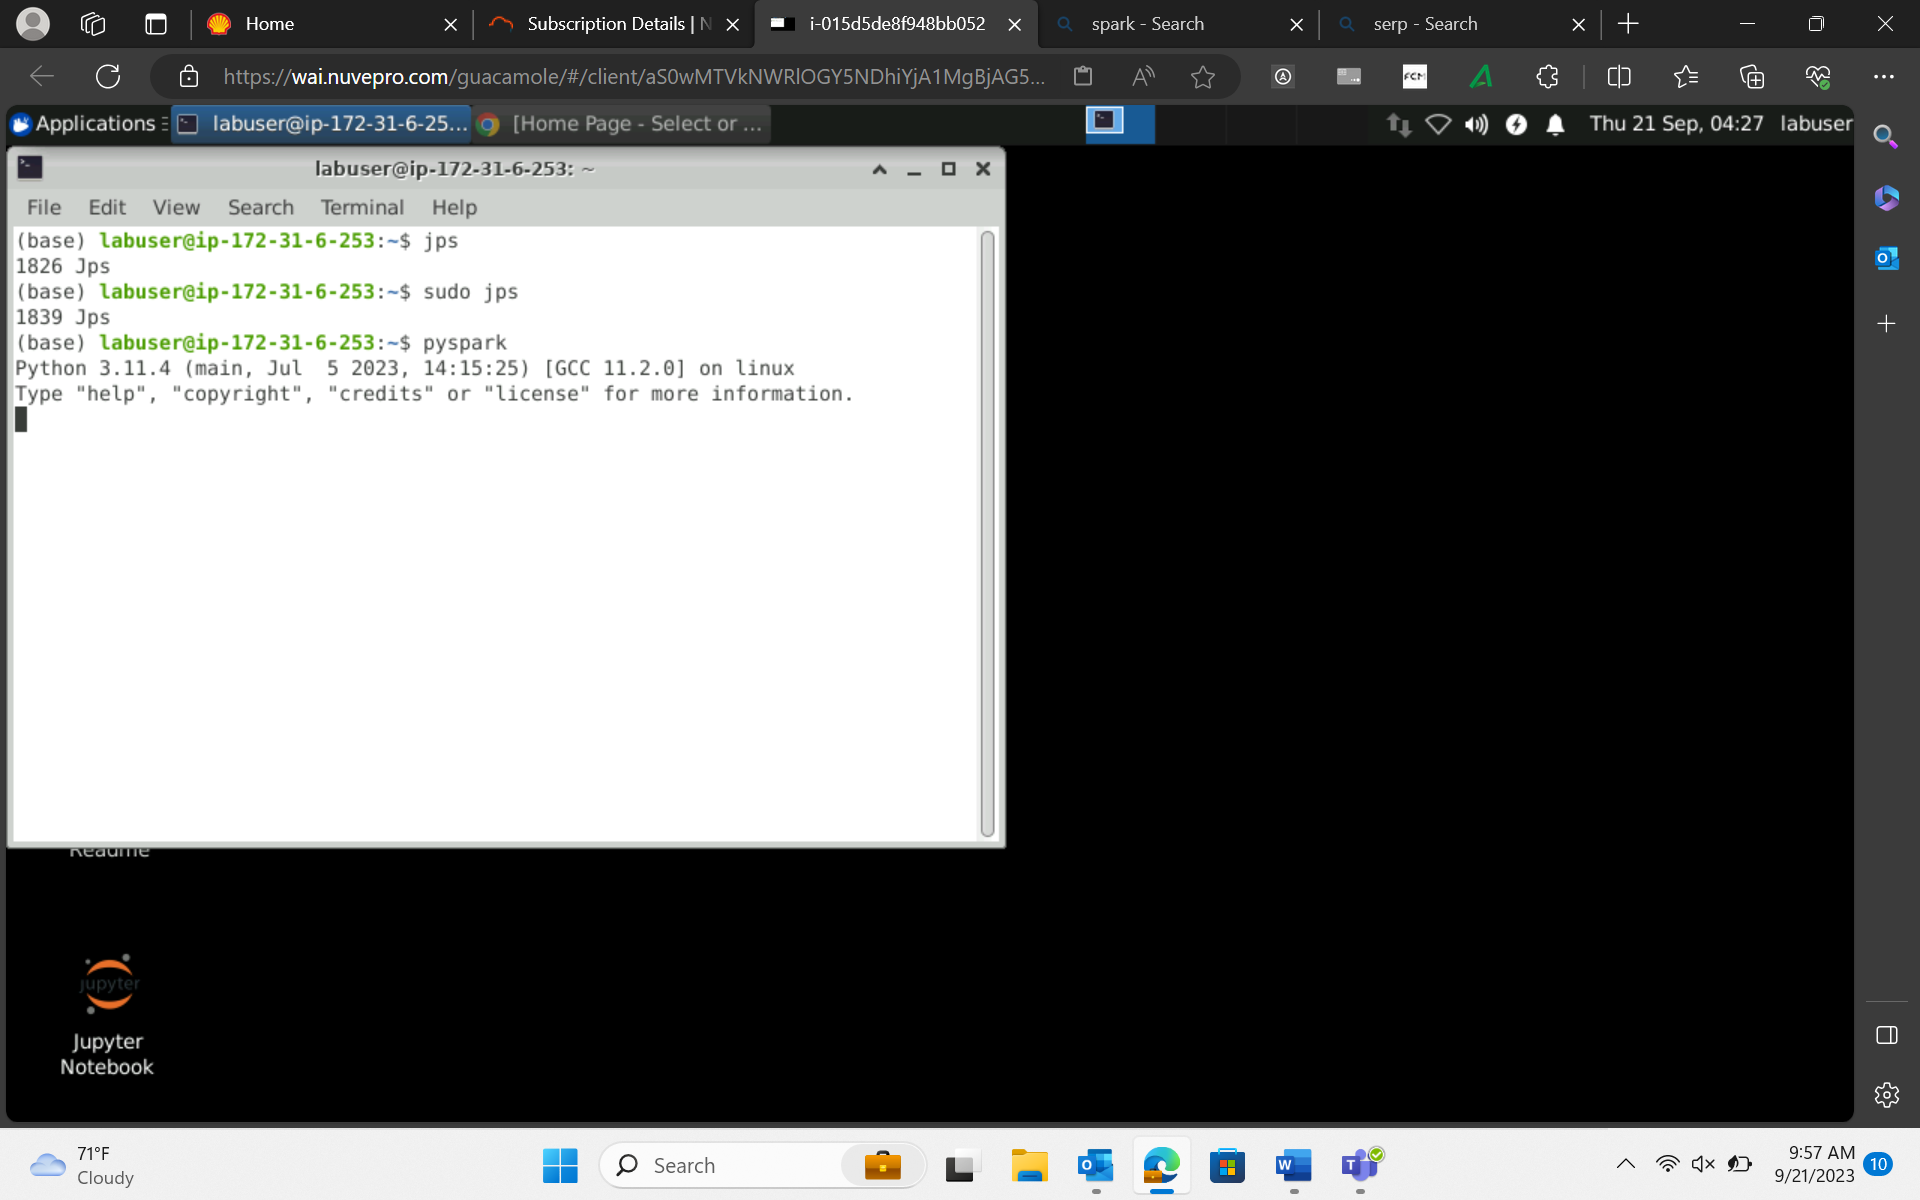 Home
Subscription Details | N
i-015d5de8f948bb052
spark - Search
serp - Search
https://wai.nuvepro.com/guacamole/#/client/aS0wMTVkNWRlOGY5NDhiYjA1MgBjAG5...
FCM
Applications
labuser@ip-172-31-6-25...
[Home Page - Select or ...
Thu 21 Sep, 04:27
labuser
labuser@ip-172-31-6-253: ~
File Edit View Search Terminal Help
(base) labuser@ip-172-31-6-253:~$ jps
1826 Jps
(base) labuser@ip-172-31-6-253:~$ sudo jps
1839 Jps
(base) labuser@ip-172-31-6-253:~$ pyspark
Python 3.11.4 (main, Jul  5 2023, 14:15:25) [GCC 11.2.0] on linux
Type "help", "copyright", "credits" or "license" for more information.
Readme
jupyter
Jupyter
Notebook
71°F
Cloudy
Search
9:57 AM
9/21/2023
10